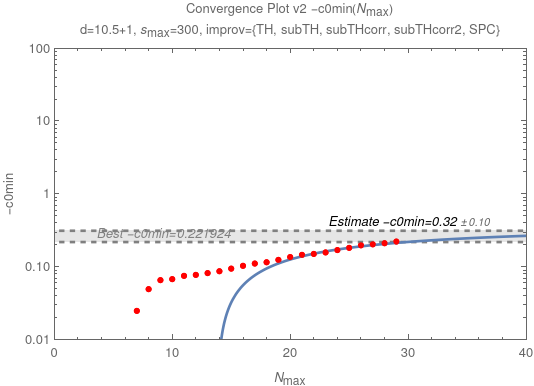 Convergence Plot v2 −c0min(Nmax)
d=10.5+1, smax=300, improv={TH, subTH, subTHcorr, subTHcorr2, SPC}
100
10
1
0.10
0.01
−c0min
Estimate −c0min=0.32 ±0.10
Best −c0min=0.221924
0 10 20 30 40
Nmax